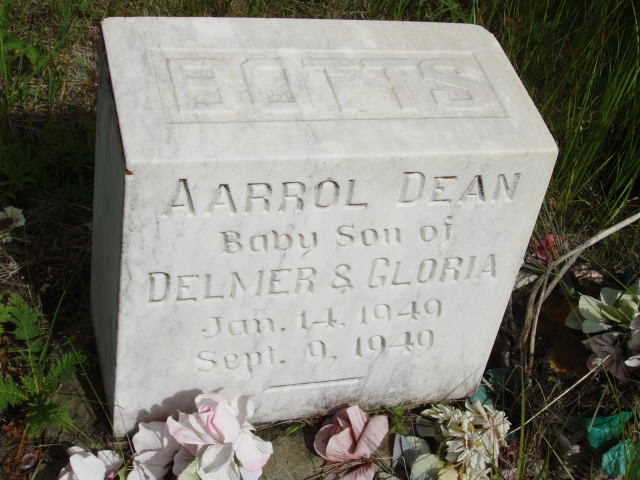 BOTTS
AARROL DEAN
Baby Son of
DELMER & GLORIA
Jan. 14, 1949
Sept. 9, 1949